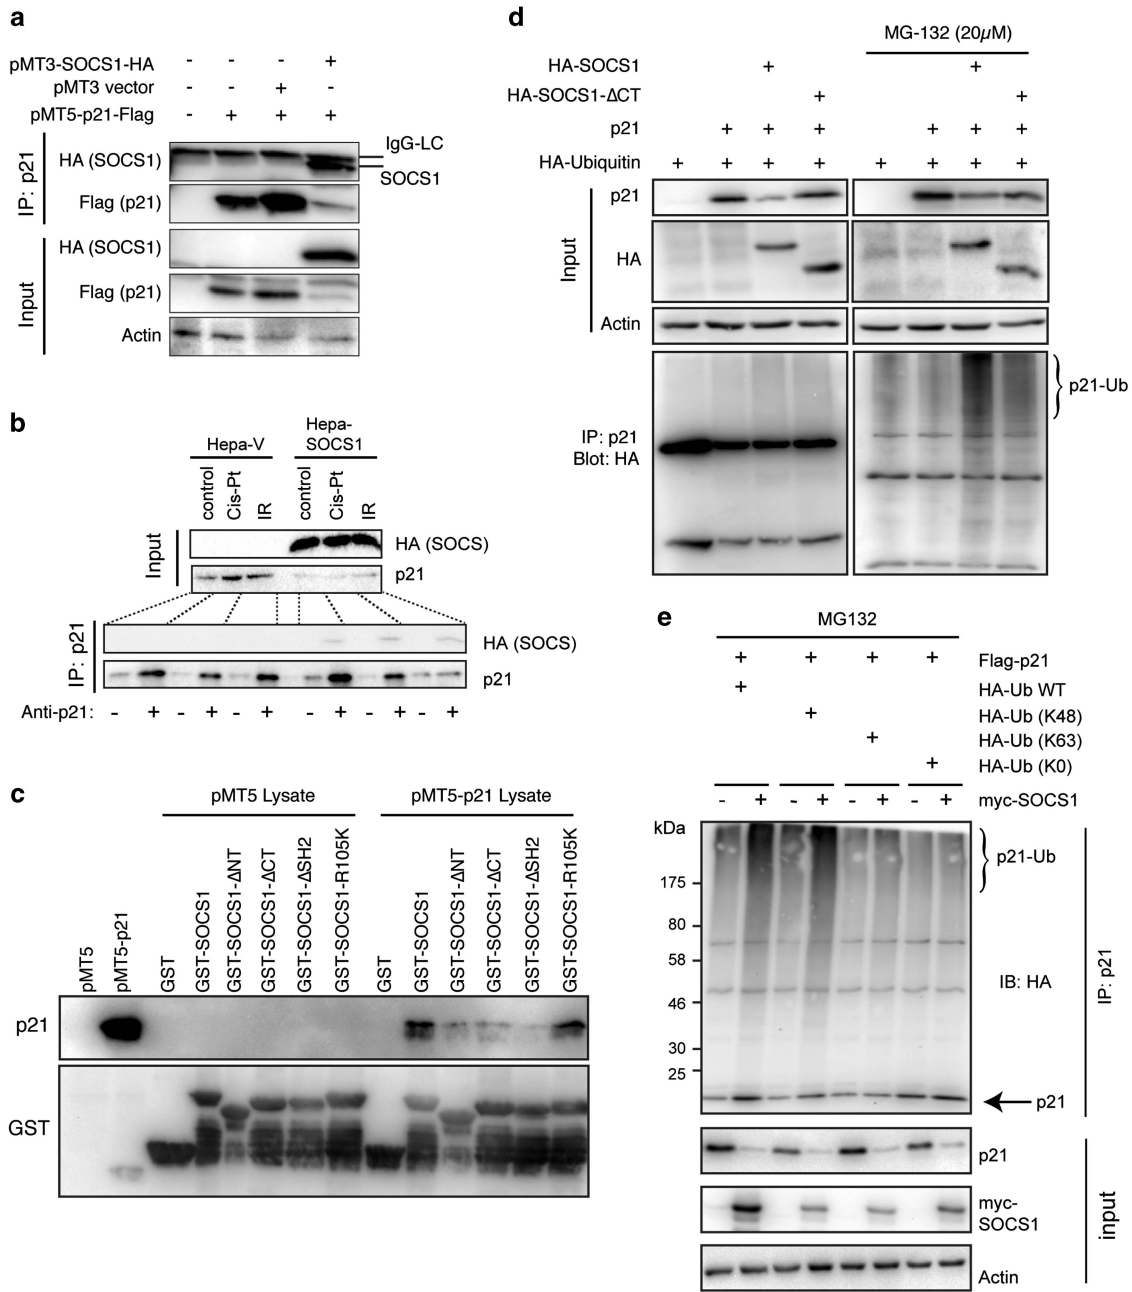 a
pMT3-SOCS1-HA - - - +
pMT3 vector - - + -
pMT5-p21-Flag - + + +
IP: p21
HA (SOCS1)
IgG-LC
SOCS1
Flag (p21)
Input
HA (SOCS1)
Flag (p21)
Actin
b
Hepa-V
Hepa-
SOCS1
control
Cis-Pt
IR
control
Cis-Pt
IR
Input
HA (SOCS)
p21
IP: p21
HA (SOCS)
p21
Anti-p21: - + - + - + - + - + - +
c
pMT5 Lysate
pMT5-p21 Lysate
pMT5
pMT5-p21
GST
GST-SOCS1
GST-SOCS1-ΔNT
GST-SOCS1-ΔCT
GST-SOCS1-ΔSH2
GST-SOCS1-R105K
GST
GST-SOCS1
GST-SOCS1-ΔNT
GST-SOCS1-ΔCT
GST-SOCS1-ΔSH2
GST-SOCS1-R105K
p21
GST
d
MG-132 (20µM)
HA-SOCS1 + +
HA-SOCS1-ΔCT + +
p21 + + + + + +
HA-Ubiquitin + + + + + + + +
Input
p21
HA
Actin
p21-Ub
IP: p21
Blot: HA
e
MG132
+ + + + Flag-p21
+ HA-Ub WT
+ HA-Ub (K48)
+ HA-Ub (K63)
+ HA-Ub (K0)
- + - + - + - + myc-SOCS1
kDa
p21-Ub
175
80
58
IB: HA
46
30
25
p21
IP: p21
p21
myc-
SOCS1
Actin
input